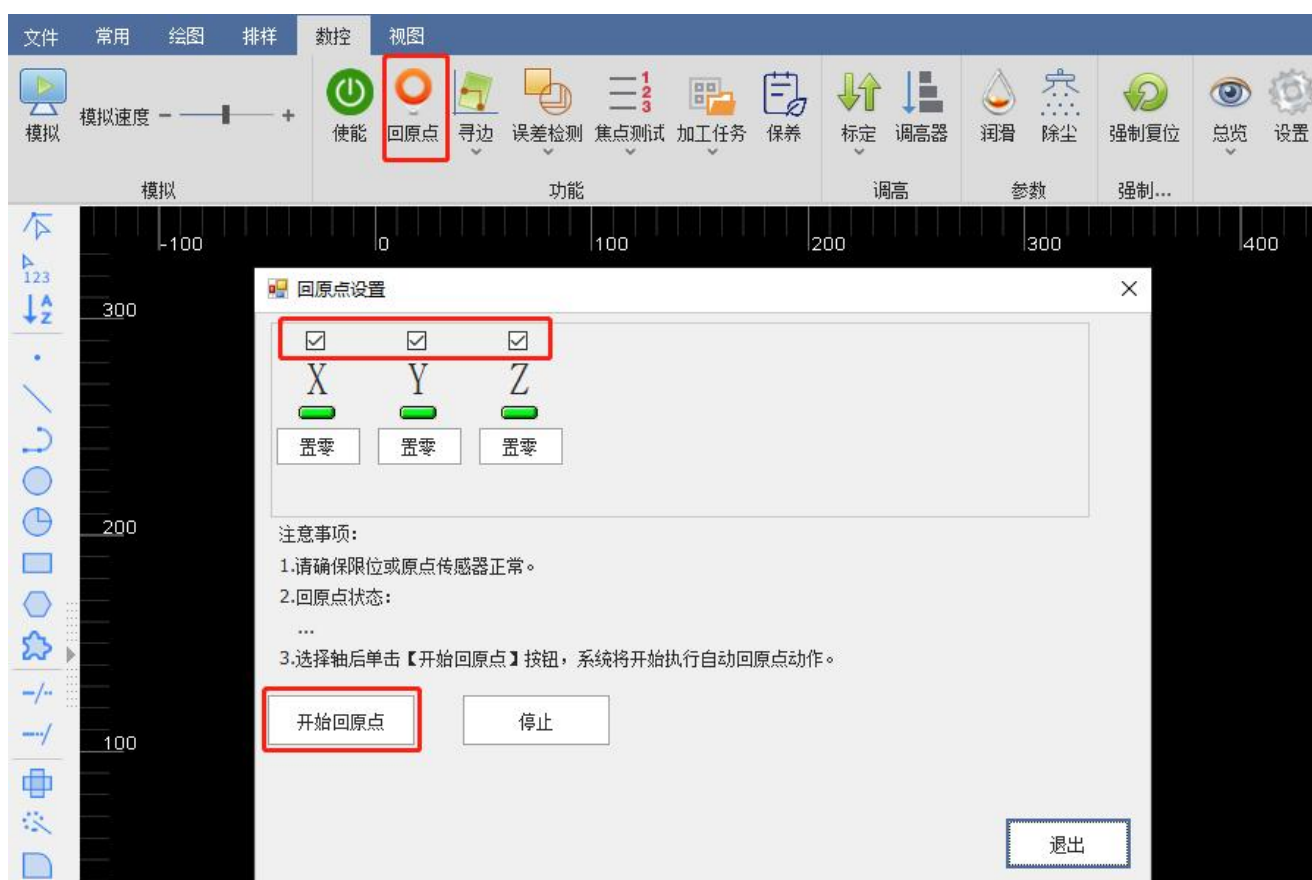 文件 常用 绘图 排样 数控 视图
模拟 模拟速度 使能 回原点 寻边 误差检测 焦点测试 加工任务 保养 标定 调高器 润滑 除尘 强制复位 总览 设置
模拟 功能 调高 参数 强制...
-100 0 100 200 300 400
123
300
200
100
回原点设置
X Y Z
置零 置零 置零
注意事项:
1.请确保限位或原点传感器正常。
2.回原点状态:
...
3.选择轴后单击【开始回原点】按钮，系统将开始执行自动回原点动作。
开始回原点 停止
退出